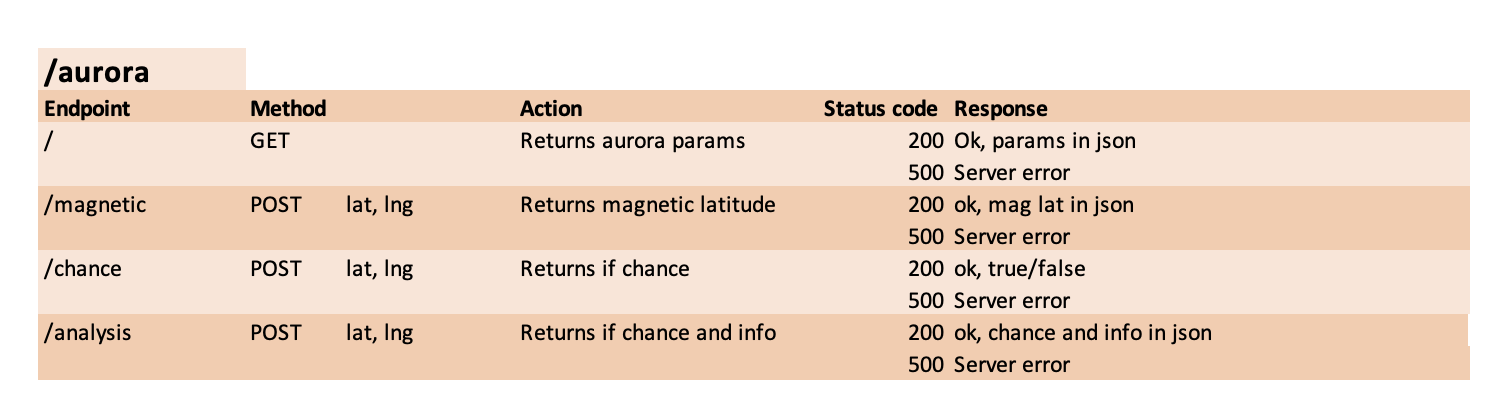 /aurora
Endpoint Method Action Status code Response
/ GET Returns aurora params 200 Ok, params in json
500 Server error
/magnetic POST lat, lng Returns magnetic latitude 200 ok, mag lat in json
500 Server error
/chance POST lat, lng Returns if chance 200 ok, true/false
500 Server error
/analysis POST lat, lng Returns if chance and info 200 ok, chance and info in json
500 Server error